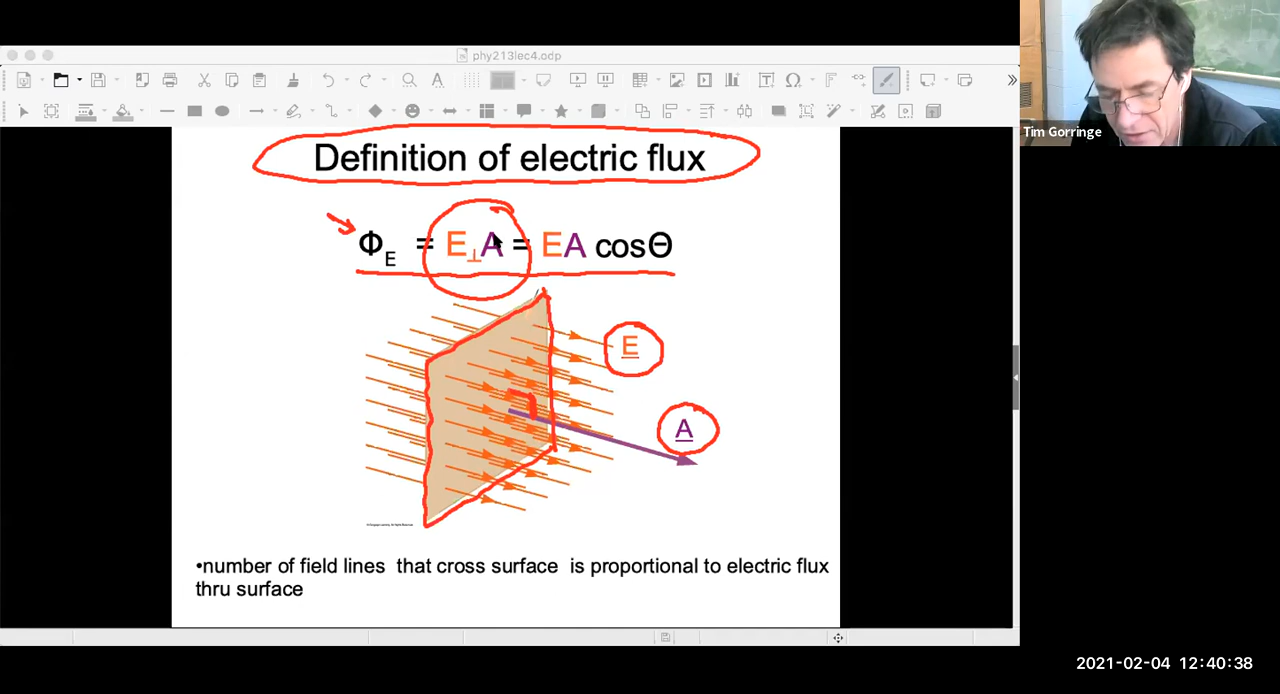 phy213lec4.odp
Tim Gorringe
Definition of electric flux
Φ_E = E⊥A = EA cosΘ
E
A
•number of field lines that cross surface is proportional to electric flux
thru surface
2021-02-04 12:40:38